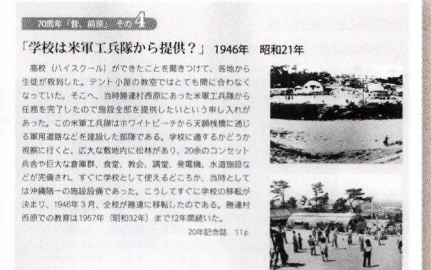 70周年「昔、前原」 その4
「学校は米軍工兵隊から提供？」 1946年 昭和21年
高校（ハイスクール）ができたことを聞きつけて、各地から
生徒が殺到した。テント小屋の教室ではとても間に合わなく
なっていた。そこへ、当時勝連村西原にあった米軍工兵隊から
任務を完了したので施設全部を提供したいという申し入れが
あった。この米軍工兵隊はホワイトビーチから天願桟橋に通じ
る軍用道路などを建設した部隊である。学校に適するかどうか
視察に行くと、広大な敷地内に松林があり、20余のコンセット
兵舎や巨大な倉庫群、食堂、教会、講堂、発電機、水道施設な
どが完備され、すぐに学校として使えるどころか、当時として
は沖縄随一の施設設備であった。こうしてすぐに学校の移転が
決まり、1946年３月、全校が勝連に移転したのである。勝連村
西原での教育は1957年（昭和32年）まで12年間続いた。
20年記念誌 11.p